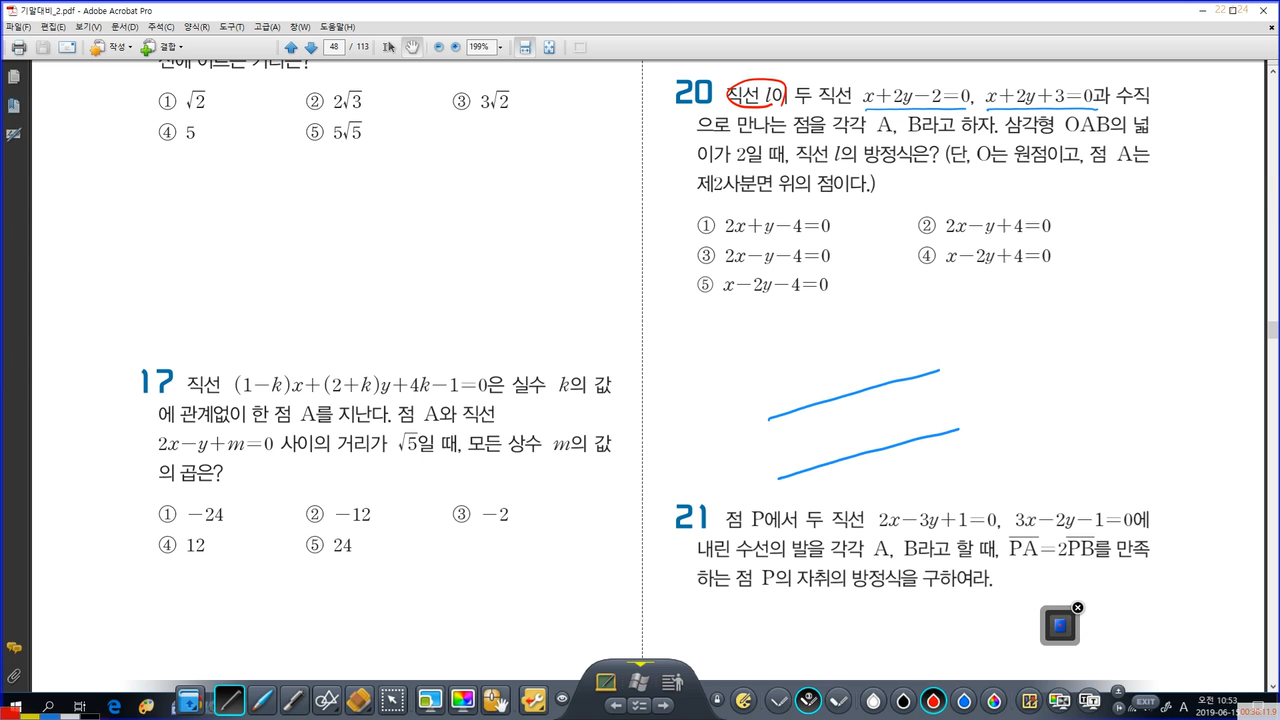 기말대비_2.pdf - Adobe Acrobat Pro
파일(F) 편집(E) 보기(V) 문서(D) 주석(C) 양식(R) 도구(T) 고급(A) 창(W) 도움말(H)
작성 결합 48 / 113 199%
선에 이르는 거리는?
① √2 ② 2√3 ③ 3√2
④ 5 ⑤ 5√5
17 직선 (1-k)x+(2+k)y+4k-1=0은 실수 k의 값
에 관계없이 한 점 A를 지난다. 점 A와 직선
2x-y+m=0 사이의 거리가 √5일 때, 모든 상수 m의 값
의 곱은?
① -24 ② -12 ③ -2
④ 12 ⑤ 24
20 직선 l이 두 직선 x+2y-2=0, x+2y+3=0과 수직
으로 만나는 점을 각각 A, B라고 하자. 삼각형 OAB의 넓
이가 2일 때, 직선 l의 방정식은? (단, O는 원점이고, 점 A는
제2사분면 위의 점이다.)
① 2x+y-4=0 ② 2x-y+4=0
③ 2x-y-4=0 ④ x-2y+4=0
⑤ x-2y-4=0
21 점 P에서 두 직선 2x-3y+1=0, 3x-2y-1=0에
내린 수선의 발을 각각 A, B라고 할 때, P̅A̅=2P̅B̅를 만족
하는 점 P의 자취의 방정식을 구하여라.
EXIT
A
오전 10:53